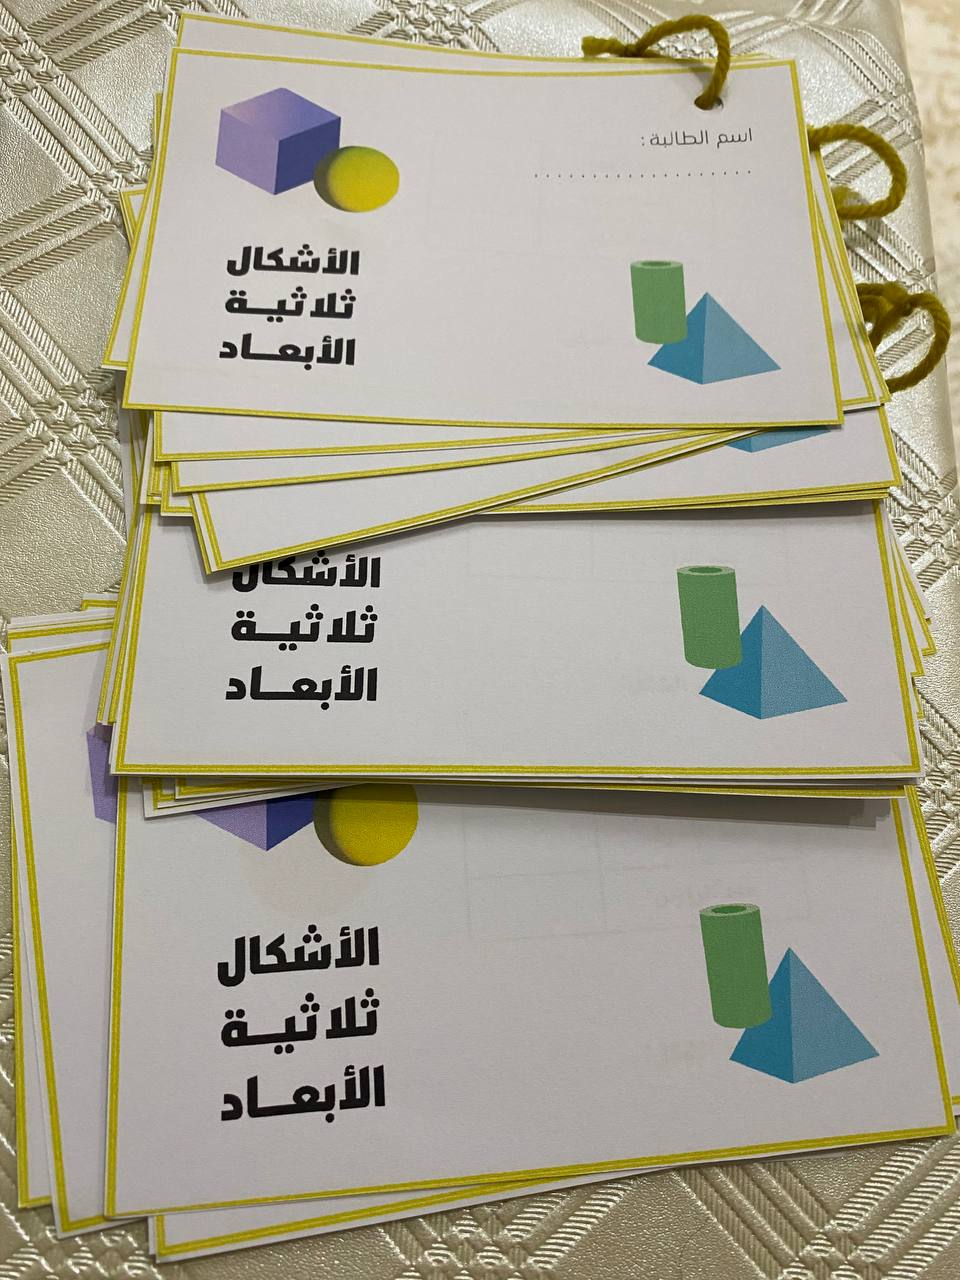 اسم الطالبة :
....................
الأشكال
ثلاثية
الأبعاد
الأشكال
ثلاثية
الأبعاد
الأشكال
ثلاثية
الأبعاد